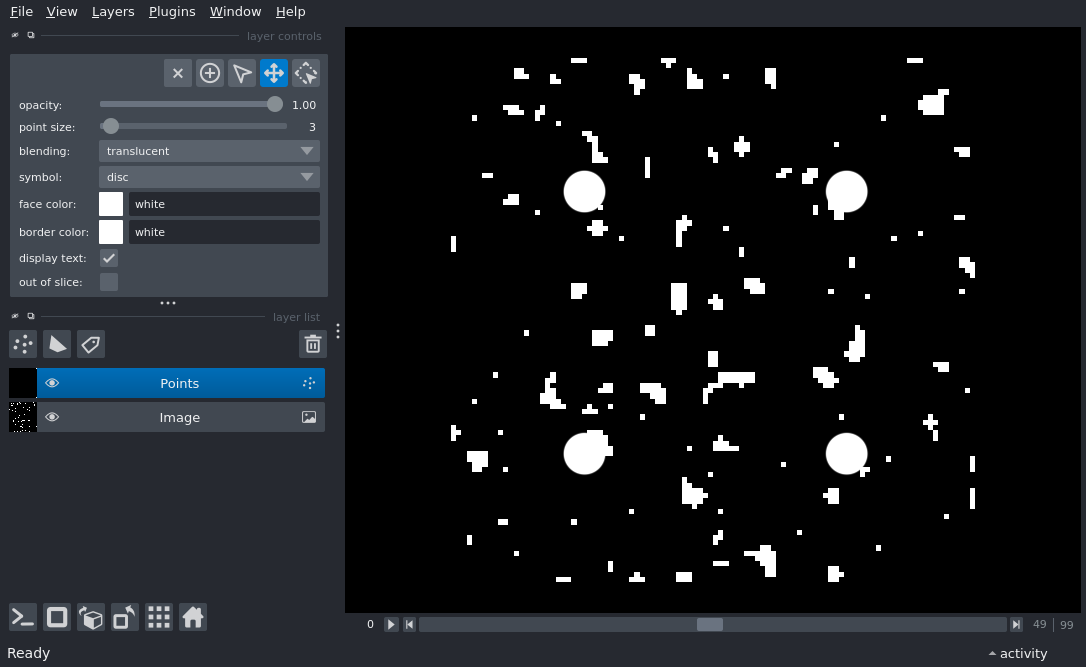 File View Layers Plugins Window Help
layer controls
opacity: 1.00
point size: 3
blending: translucent
symbol: disc
face color: white
border color: white
display text:
out of slice:
layer list
Points
Image
0 49 | 99
Ready activity